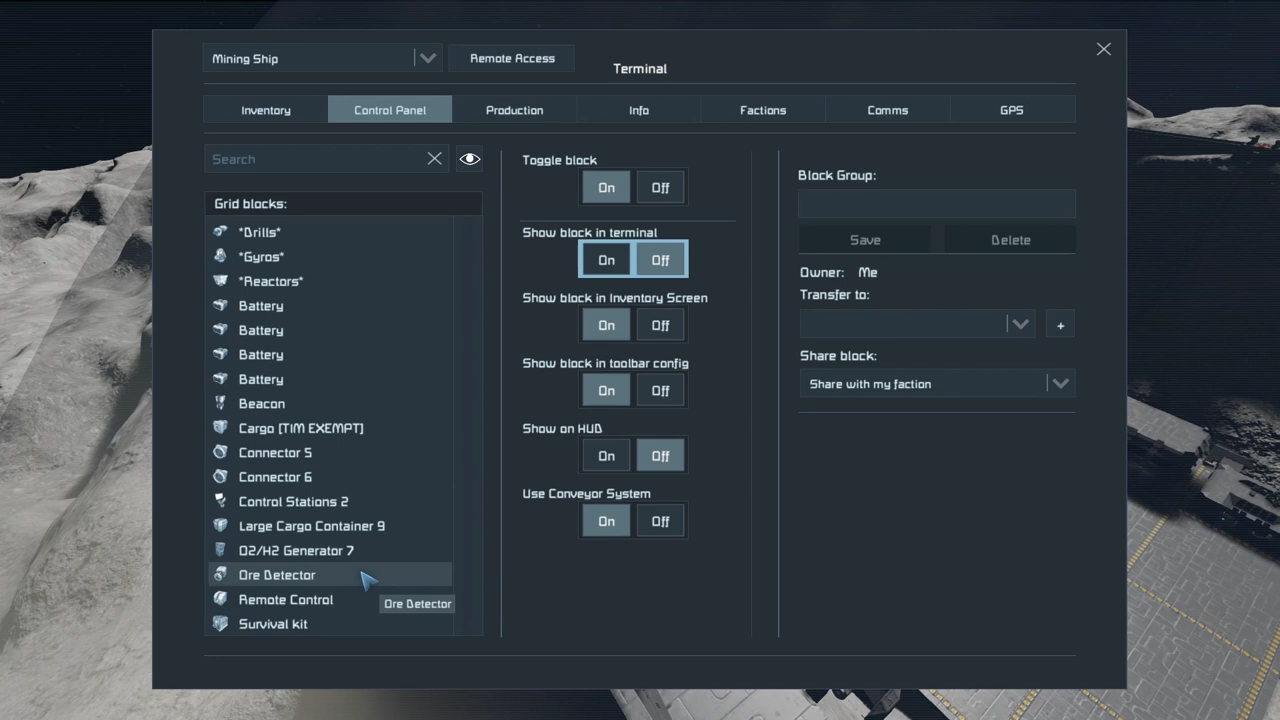 Mining Ship
Remote Access
Terminal
Inventory
Control Panel
Production
Info
Factions
Comms
GPS
Search
Grid blocks:
*Drills*
*Gyros*
*Reactors*
Battery
Battery
Battery
Battery
Beacon
Cargo [TIM EXEMPT]
Connector 5
Connector 6
Control Stations 2
Large Cargo Container 9
O2/H2 Generator 7
Ore Detector
Remote Control
Ore Detector
Survival kit
Toggle block
On Off
Show block in terminal
On Off
Show block in Inventory Screen
On Off
Show block in toolbar config
On Off
Show on HUD
On Off
Use Conveyor System
On Off
Block Group:
Save
Delete
Owner: Me
Transfer to:
+
Share block:
Share with my faction